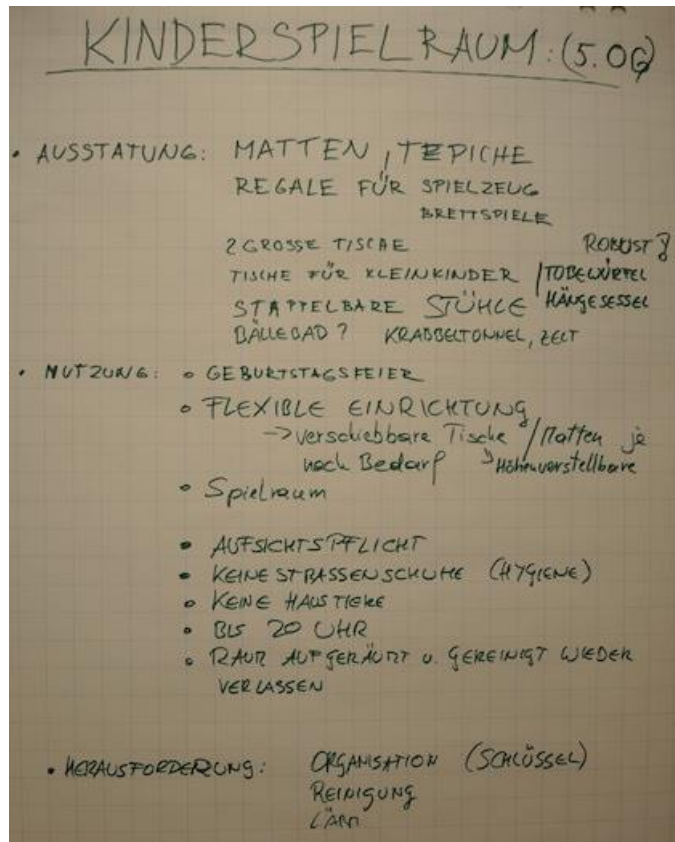 KINDERSPIELRAUM: (5.OG)
• AUSSTATUNG: MATTEN, TEPICHE
REGALE FÜR SPIELZEUG
BRETTSPIELE
2 GROSSE TISCHE ROBUST
TISCHE FÜR KLEINKINDER / TOBEWÜRFEL
STAPPELBARE STÜHLE HÄNGESESSEL
BÄLLEBAD? KRABBELTONNEL, ZELT
• NUTZUNG: • GEBURTSTAGSFEIER
• FLEXIBLE EINRICHTUNG
-> verschiebbare Tische / Matten je
nach Bedarf ↳ Höhenverstellbare
• Spielraum
• AUFSICHTSPFLICHT
• KEINE STRASSENSCHUHE (HYGIENE)
• KEINE HAUSTIERE
• BIS 20 UHR
• RAUM AUFGERÄUMT u. GEREINIGT WIEDER
VERLASSEN
• HERAUSFORDERUNG: ORGANISATION (SCHLÜSSEL)
REINIGUNG
LÄRM